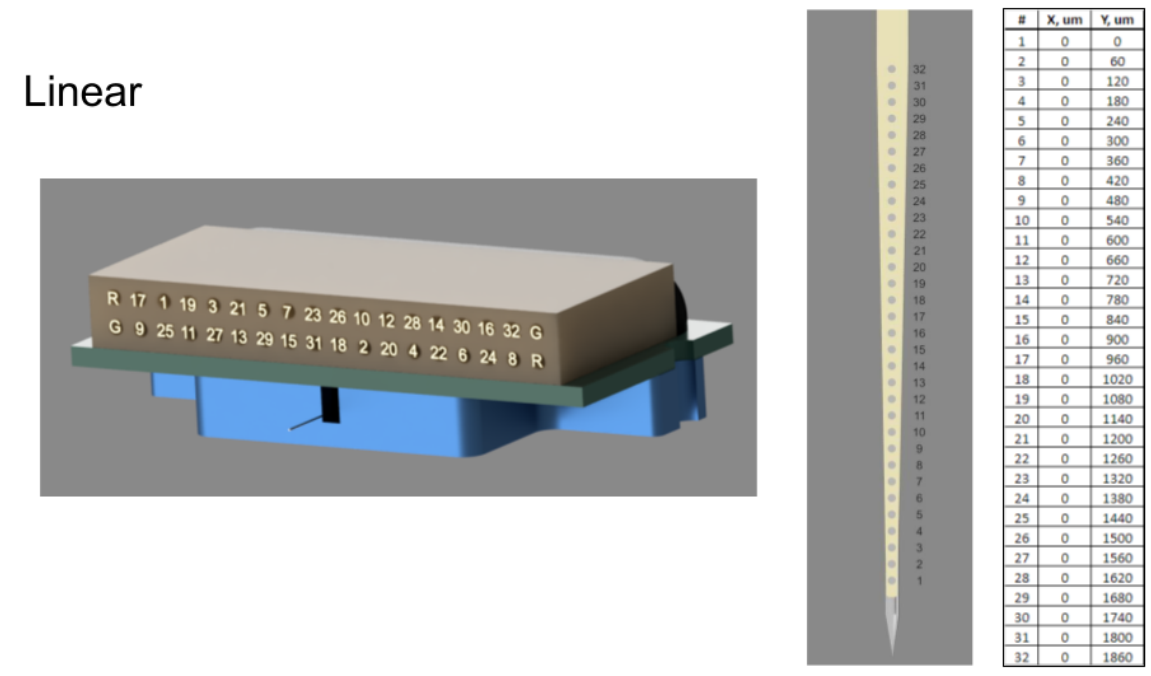 Linear
R 17 1 19 3 21 5 7 23 26 10 12 28 14 30 16 32 G
G 9 25 11 27 13 29 15 31 18 2 20 4 22 6 24 8 R
32
31
30
29
28
27
26
25
24
23
22
21
20
19
18
17
16
15
14
13
12
11
10
9
8
7
6
5
4
3
2
1
# X, um Y, um
1 0 0
2 0 60
3 0 120
4 0 180
5 0 240
6 0 300
7 0 360
8 0 420
9 0 480
10 0 540
11 0 600
12 0 660
13 0 720
14 0 780
15 0 840
16 0 900
17 0 960
18 0 1020
19 0 1080
20 0 1140
21 0 1200
22 0 1260
23 0 1320
24 0 1380
25 0 1440
26 0 1500
27 0 1560
28 0 1620
29 0 1680
30 0 1740
31 0 1800
32 0 1860